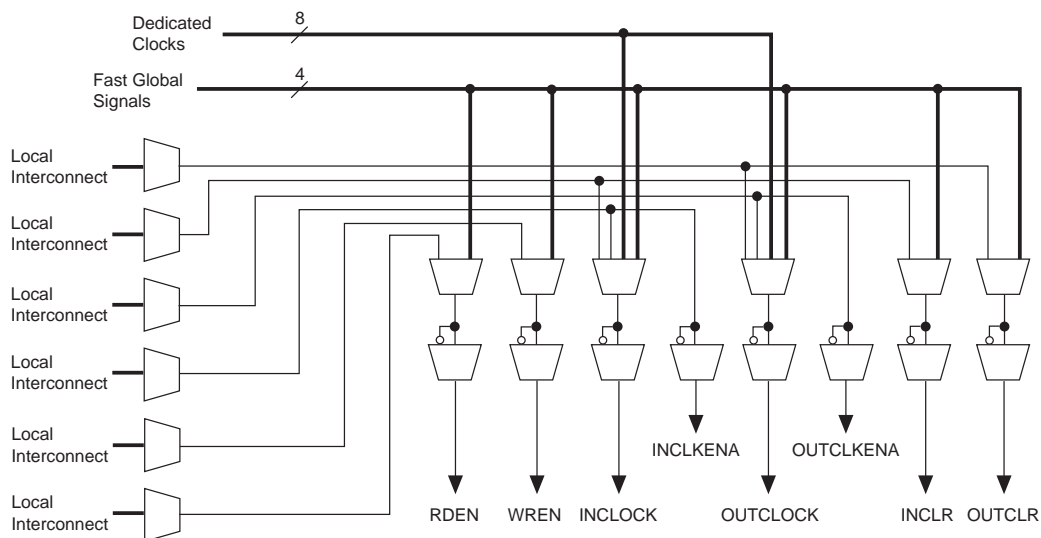 Dedicated
Clocks
8
Fast Global
Signals
4
Local
Interconnect
Local
Interconnect
Local
Interconnect
Local
Interconnect
Local
Interconnect
Local
Interconnect
INCLKENA
OUTCLKENA
RDEN
WREN
INCLOCK
OUTCLOCK
INCLR
OUTCLR